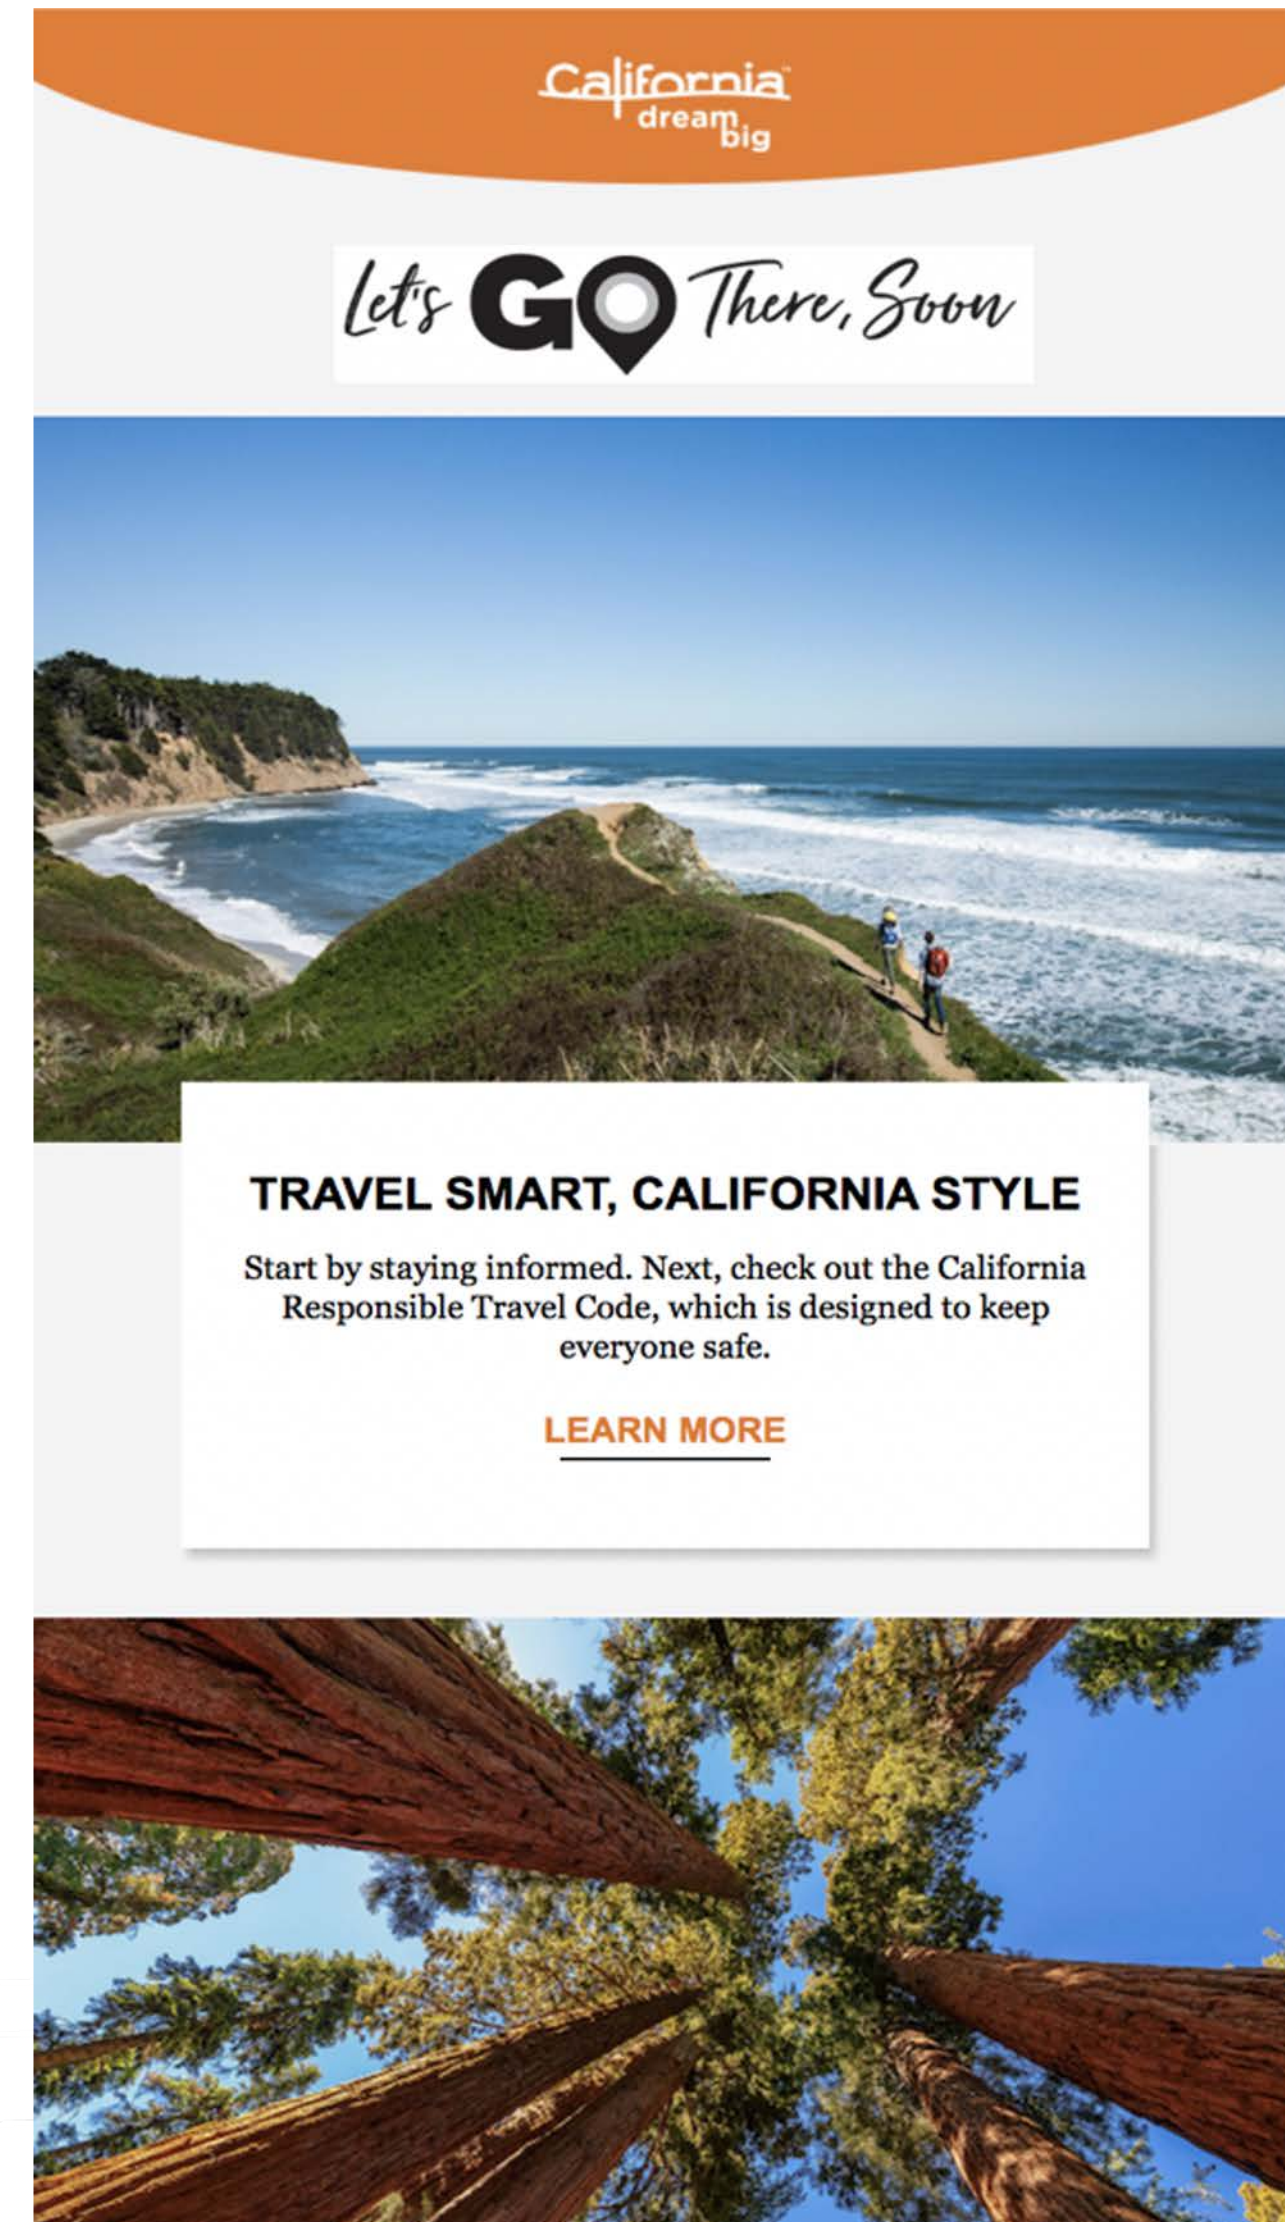 California
dream
big
Let's GO There, Soon
TRAVEL SMART, CALIFORNIA STYLE
Start by staying informed. Next, check out the California
Responsible Travel Code, which is designed to keep
everyone safe.
LEARN MORE